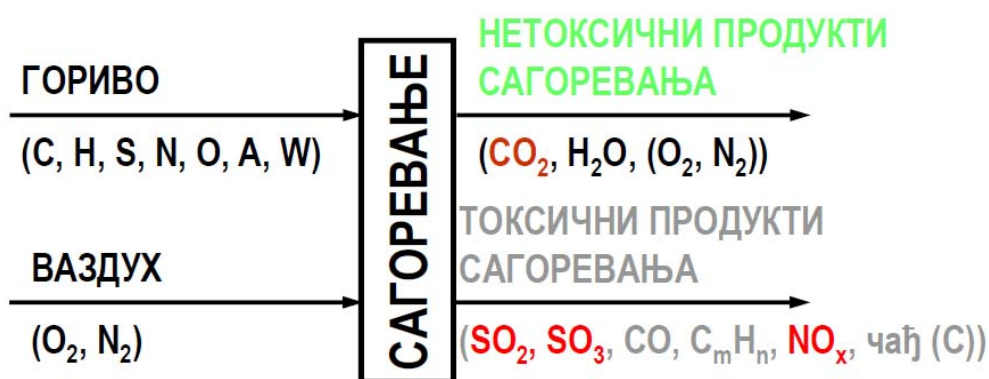 ГОРИВО
(C, H, S, N, O, A, W)
ВАЗДУХ
(O₂, N₂)
САГОРЕВАЊЕ
НЕТОКСИЧНИ ПРОДУКТИ
САГОРЕВАЊА
(CO₂, H₂O, (O₂, N₂))
ТОКСИЧНИ ПРОДУКТИ
САГОРЕВАЊА
(SO₂, SO₃, CO, CₘHₙ, NOₓ, чађ (C))